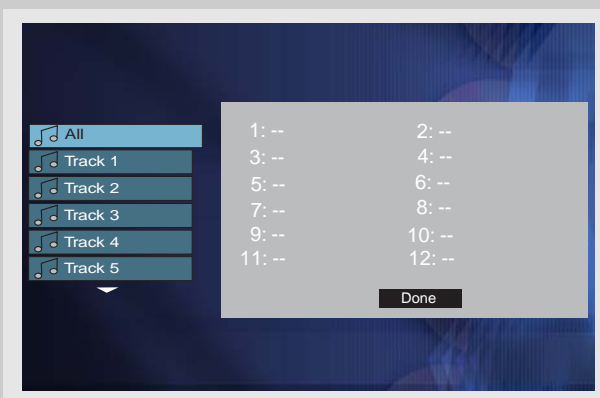 All
Track 1
Track 2
Track 3
Track 4
Track 5
1: -- 2: --
3: -- 4: --
5: -- 6: --
7: -- 8: --
9: -- 10: --
11: -- 12: --
Done